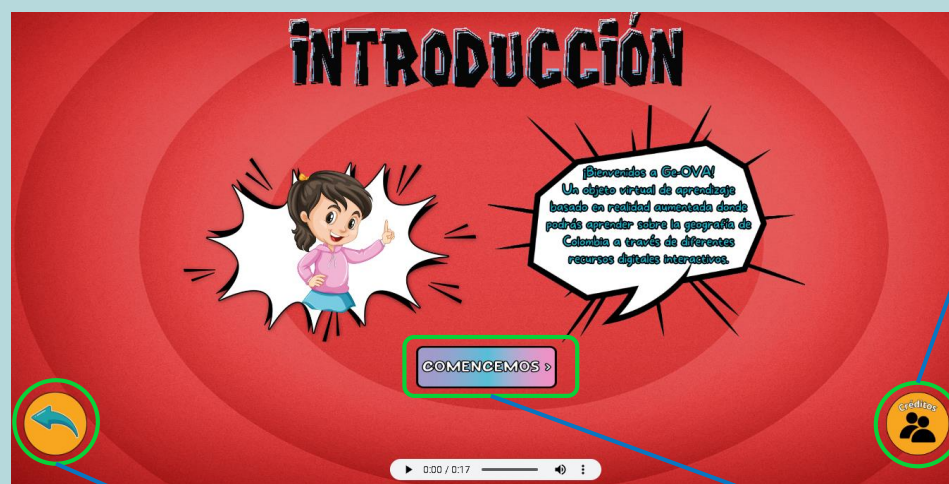 INTRODUCCIÓN
¡Bienvenidos a Ge-OVA!
Un objeto virtual de aprendizaje
basado en realidad aumentada donde
podrás aprender sobre la geografía de
Colombia a través de diferentes
recursos digitales interactivos.
COMENCEMOS >
Créditos
0:00 / 0:17